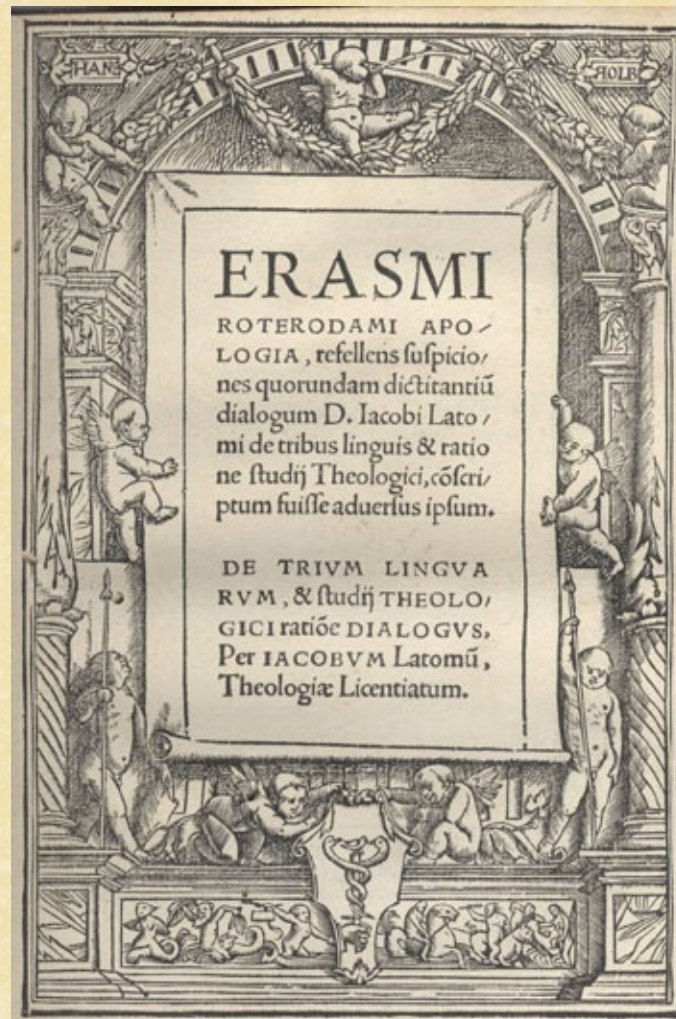 HANS
HOLB
ERASMI
ROTERODAMI APO⸗
LOGIA, refellens ſuſpicio⸗
nes quorundam dictitantiũ
dialogum D. Iacobi Lato⸗
mi de tribus linguis & ratio
ne ſtudij Theologici, cõſcri⸗
ptum fuiſſe aduerſus ipſum.
DE TRIVM LINGVA
RVM, & ſtudij THEOLO⸗
GICI ratiõe DIALOGVS,
Per IACOBVM Latomũ,
Theologiæ Licentiatum.